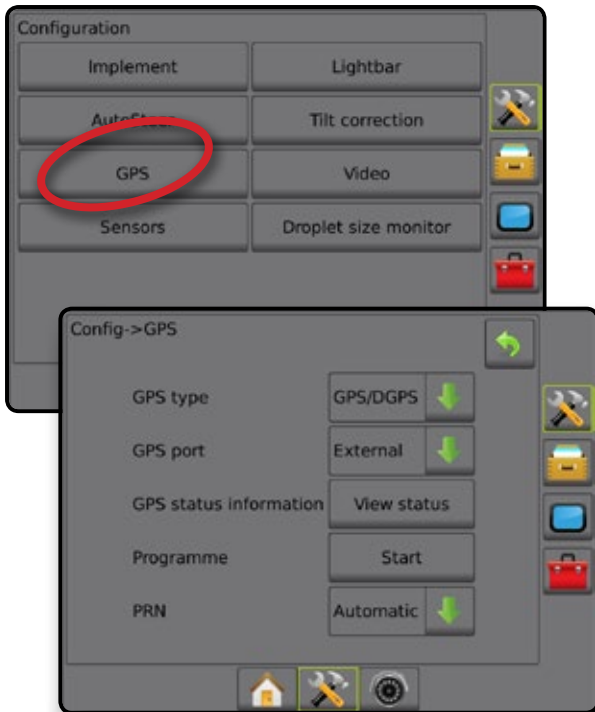 Configuration
Implement Lightbar
AutoSteer Tilt correction
GPS Video
Sensors Droplet size monitor
Config->GPS
GPS type GPS/DGPS
GPS port External
GPS status information View status
Programme Start
PRN Automatic